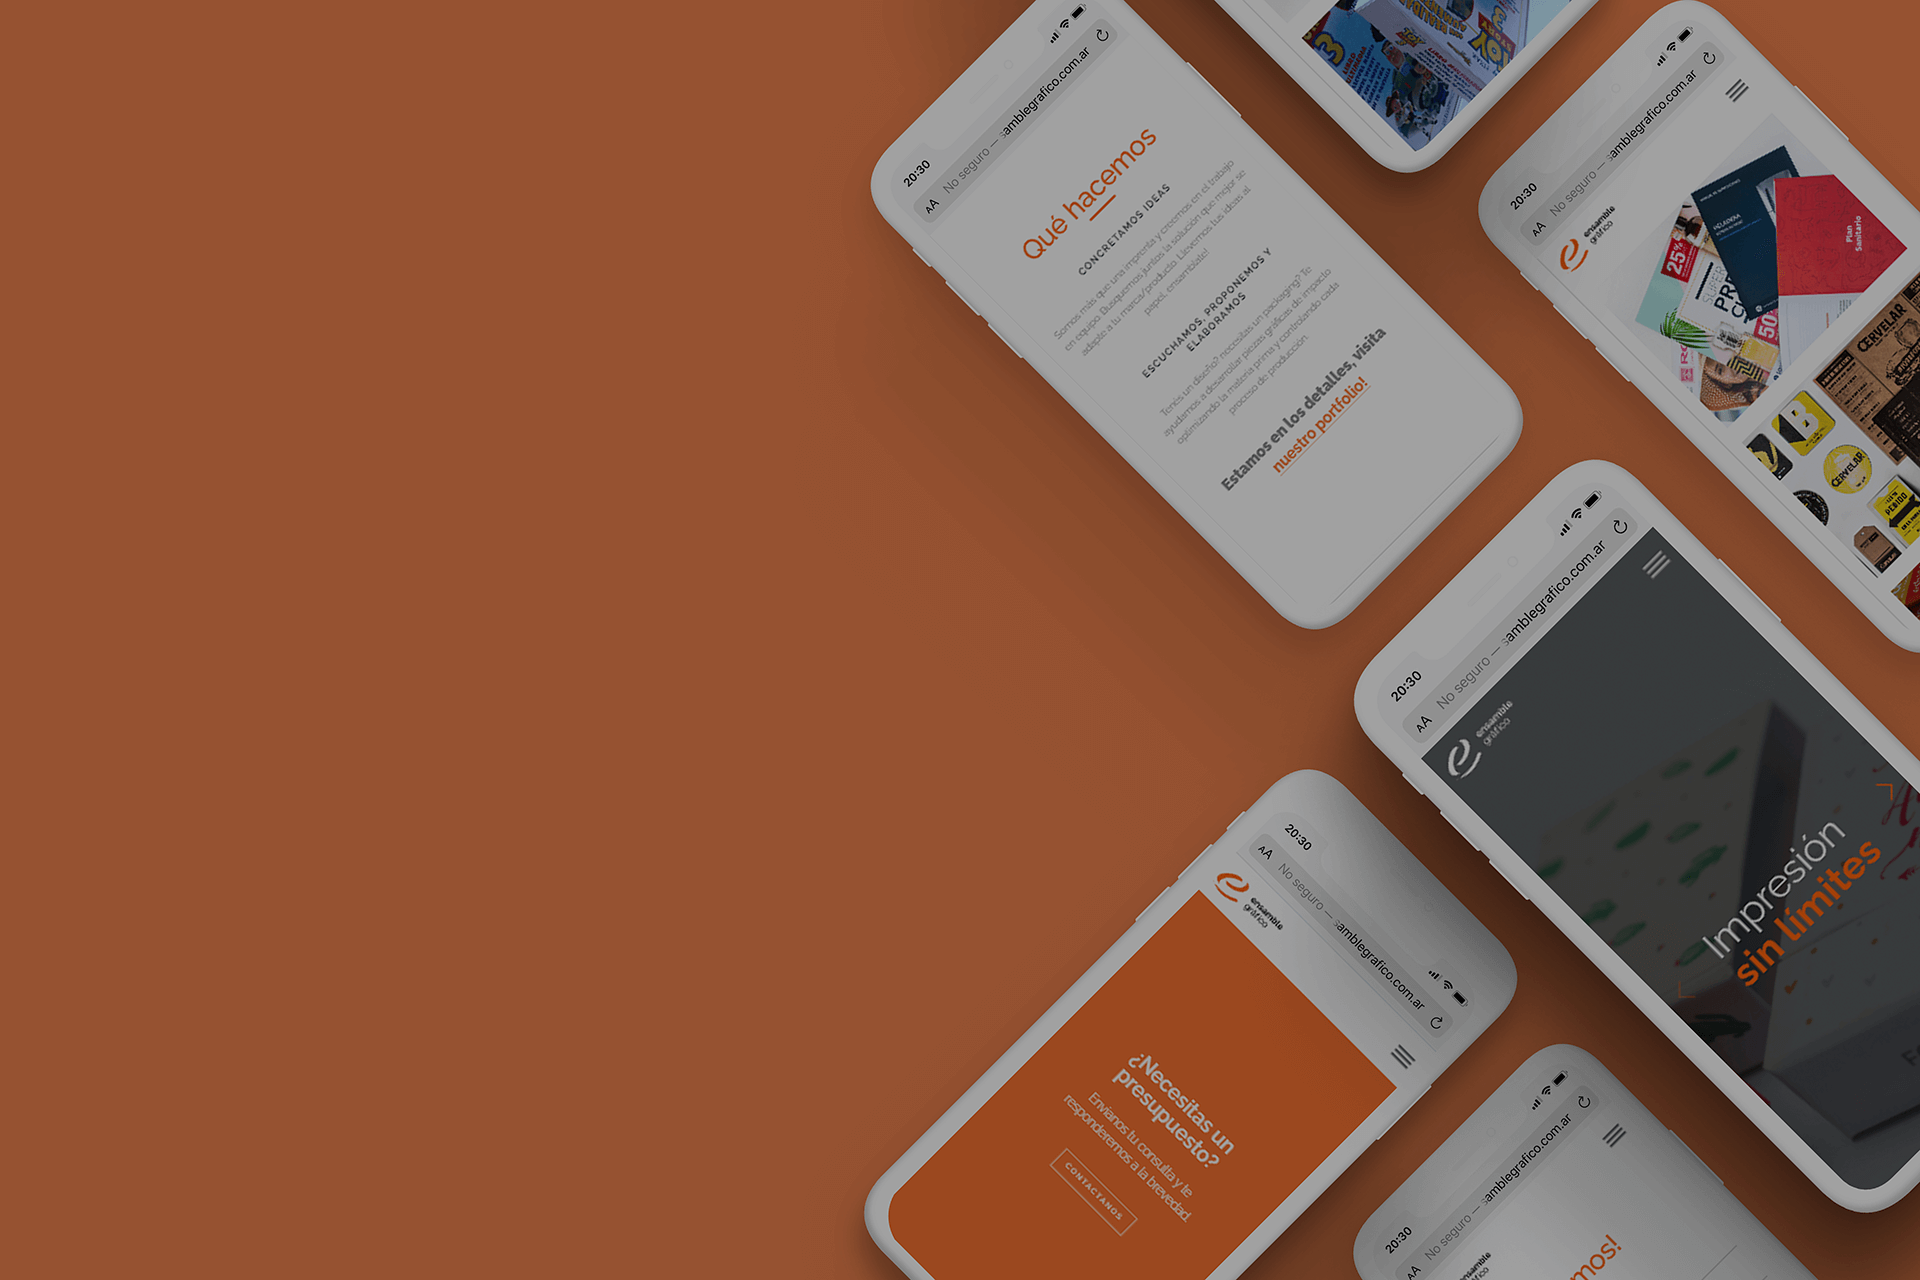 20:30
AA No seguro — samblegrafico.com.ar
Qué hacemos
CONCRETAMOS IDEAS
Somos más que una imprenta y creemos en el trabajo
en equipo. Busquemos juntos la solución que mejor se
adapte a tu marca/producto. Llevemos tus ideas al
papel, ensamblate!
ESCUCHAMOS, PROPONEMOS Y
ELABORAMOS
Tenés un diseño? necesitas un packaging? Te
ayudamos a desarrollar piezas gráficas de impacto
optimizando la materia prima y controlando cada
proceso de producción
Estamos en los detalles, visita
nuestro portfolio!
TOY
3
20:30
AA No seguro — samblegrafico.com.ar
ensamble
gráfico
25%
50%
Plan
Sanitario
CERVELAR
CERVELAR
20:30
AA No seguro — samblegrafico.com.ar
ensamble
gráfico
Impresión
sin límites
20:30
AA No seguro — samblegrafico.com.ar
ensamble
gráfico
¿Necesitas un
presupuesto?
Envianos tu consulta y le
responderemos a la brevedad.
CONTACTANOS
20:30
AA No seguro — samblegrafico.com.ar
ensamble
gráfico
mos!